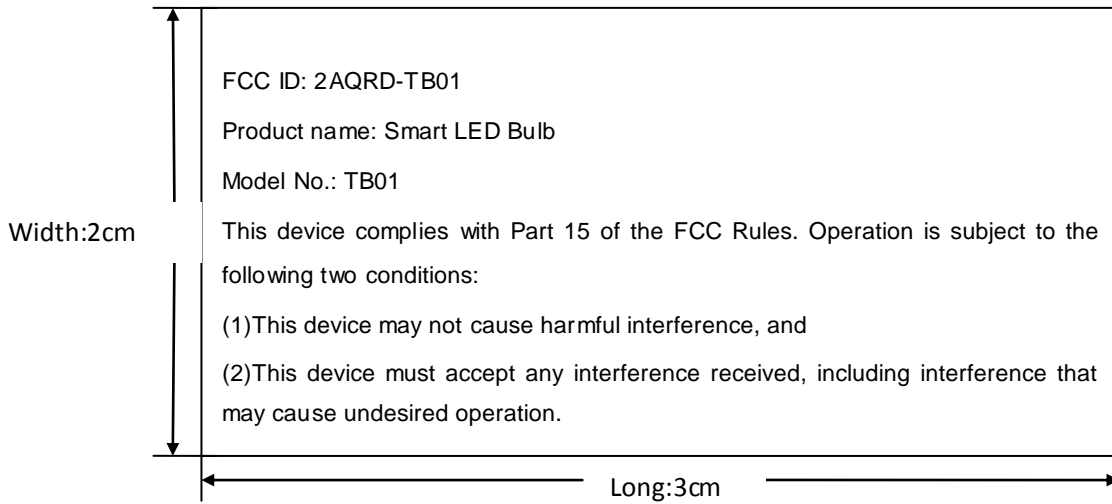 FCC ID: 2AQRD-TB01
Product name: Smart LED Bulb
Model No.: TB01
Width:2cm
This device complies with Part 15 of the FCC Rules. Operation is subject to the
following two conditions:
(1)This device may not cause harmful interference, and
(2)This device must accept any interference received, including interference that
may cause undesired operation.
Long:3cm